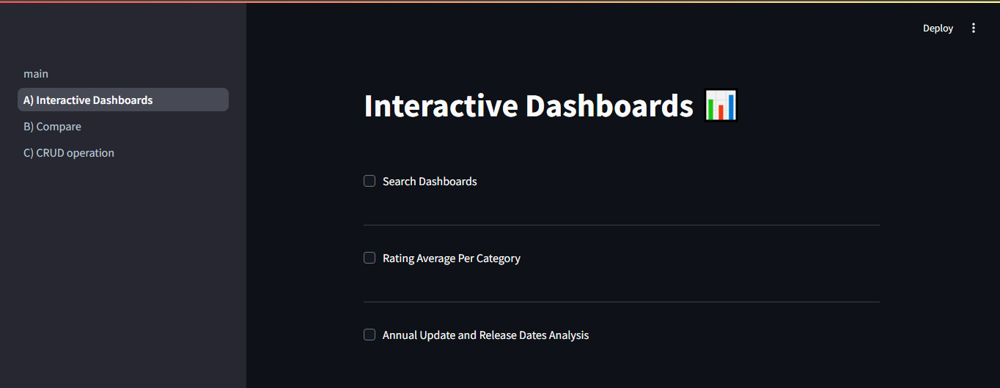 Deploy
main
A) Interactive Dashboards
B) Compare
C) CRUD operation
Interactive Dashboards
Search Dashboards
Rating Average Per Category
Annual Update and Release Dates Analysis